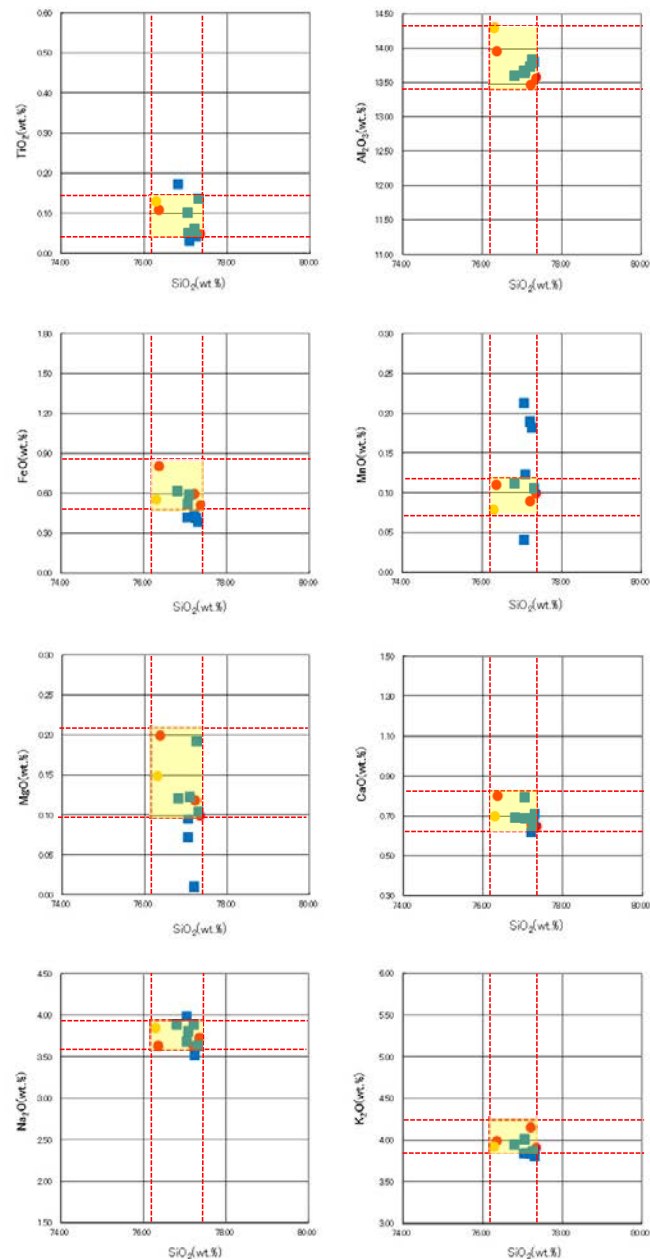 0.60
0.50
0.40
0.30
0.20
0.10
0.00
TiO2(wt.%)
74.00 76.00 78.00 80.00
SiO2(wt.%)
14.50
14.00
13.50
13.00
12.50
12.00
11.50
11.00
Al2O3(wt.%)
74.00 76.00 78.00 80.00
SiO2(wt.%)
1.80
1.50
1.20
0.90
0.60
0.30
0.00
FeO(wt.%)
74.00 76.00 78.00 80.00
SiO2(wt.%)
0.30
0.25
0.20
0.15
0.10
0.05
0.00
MnO(wt.%)
74.00 76.00 78.00 80.00
SiO2(wt.%)
0.30
0.25
0.20
0.15
0.10
0.05
0.00
MgO(wt.%)
74.00 76.00 78.00 80.00
SiO2(wt.%)
1.50
1.30
1.10
0.90
0.70
0.50
0.30
CaO(wt.%)
74.00 76.00 78.00 80.00
SiO2(wt.%)
4.50
4.00
3.50
3.00
2.50
2.00
1.50
Na2O(wt.%)
74.00 76.00 78.00 80.00
SiO2(wt.%)
6.00
5.50
5.00
4.50
4.00
3.50
3.00
K2O(wt.%)
74.00 76.00 78.00 80.00
SiO2(wt.%)